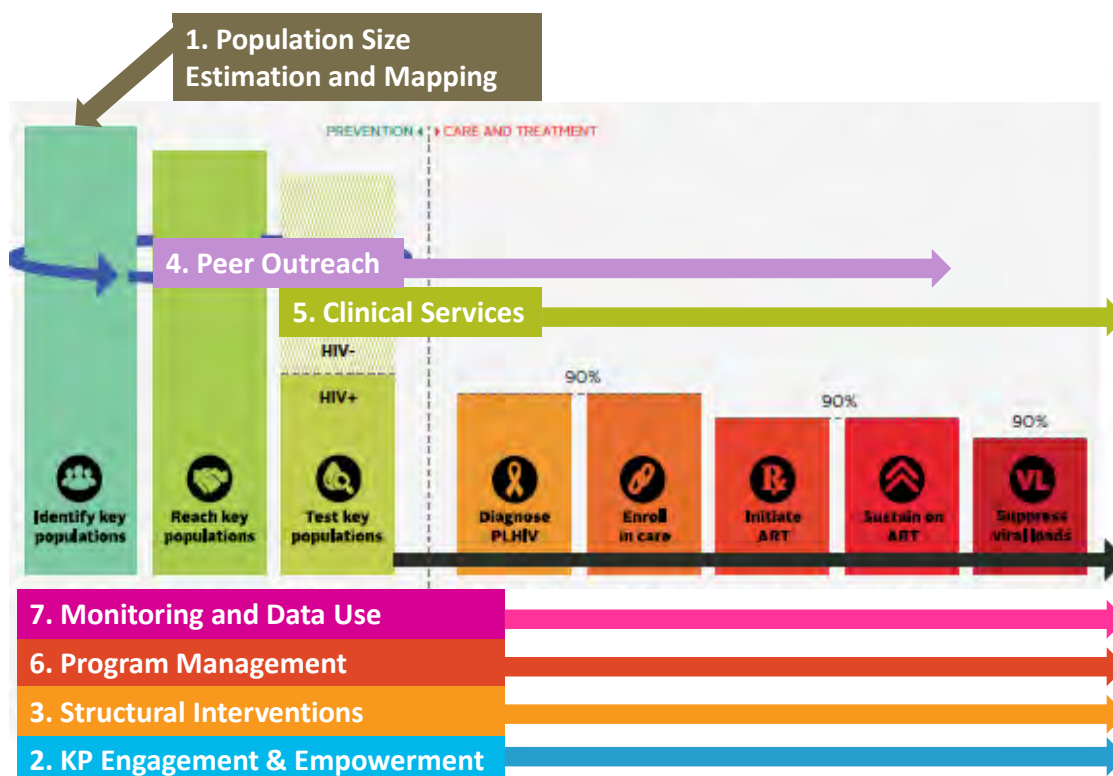 1. Population Size
Estimation and Mapping
PREVENTION
CARE AND TREATMENT
4. Peer Outreach
5. Clinical Services
HIV-
HIV+
90%
90%
90%
Identify key
populations
Reach key
populations
Test key
populations
Diagnose
PLHIV
Enroll
in care
Initiate
ART
Sustain on
ART
VL
Suppress
viral loads
7. Monitoring and Data Use
6. Program Management
3. Structural Interventions
2. KP Engagement & Empowerment